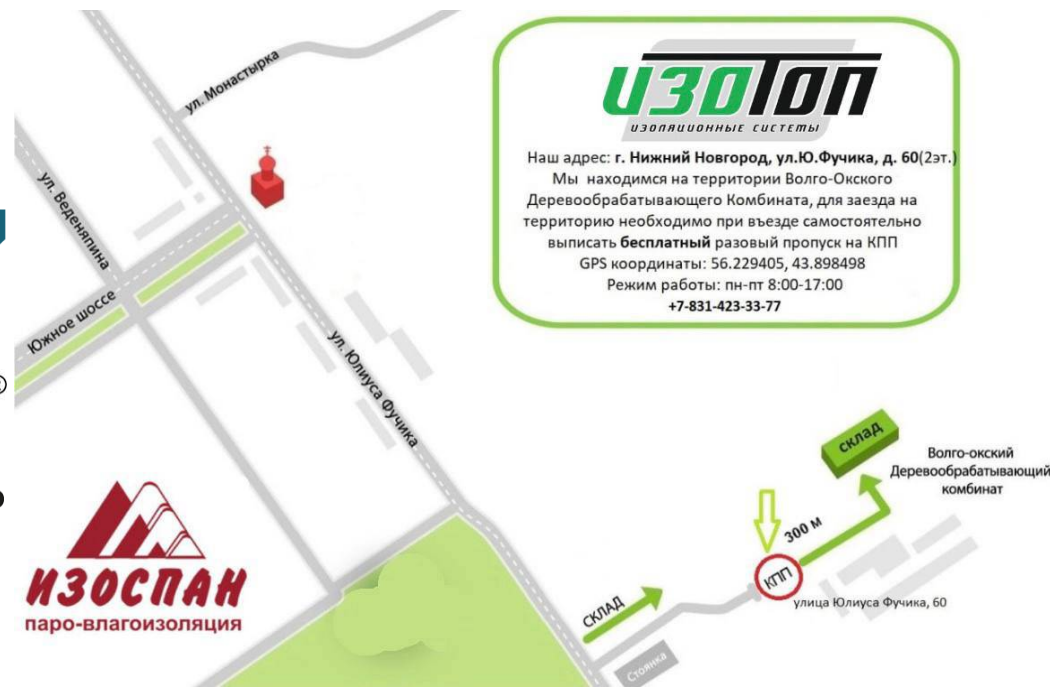 ул. Монастырка
изотоп
ИЗОЛЯЦИОННЫЕ СИСТЕМЫ
Наш адрес: г. Нижний Новгород, ул.Ю.Фучика, д. 60(2эт.)
Мы находимся на территории Волго-Окского
Деревообрабатывающего Комбината, для заезда на
территорию необходимо при въезде самостоятельно
выписать бесплатный разовый пропуск на КПП
GPS координаты: 56.229405, 43.898498
Режим работы: пн-пт 8:00-17:00
+7-831-423-33-77
ул. Веденяпина
Южное шоссе
ул. Юлиуса Фучика
склад
Волго-окский
Деревообрабатывающий
комбинат
300 м
КПП
улица Юлиуса Фучика, 60
СКЛАД
Стоянка
ИЗОСПАН
паро-влагоизоляция